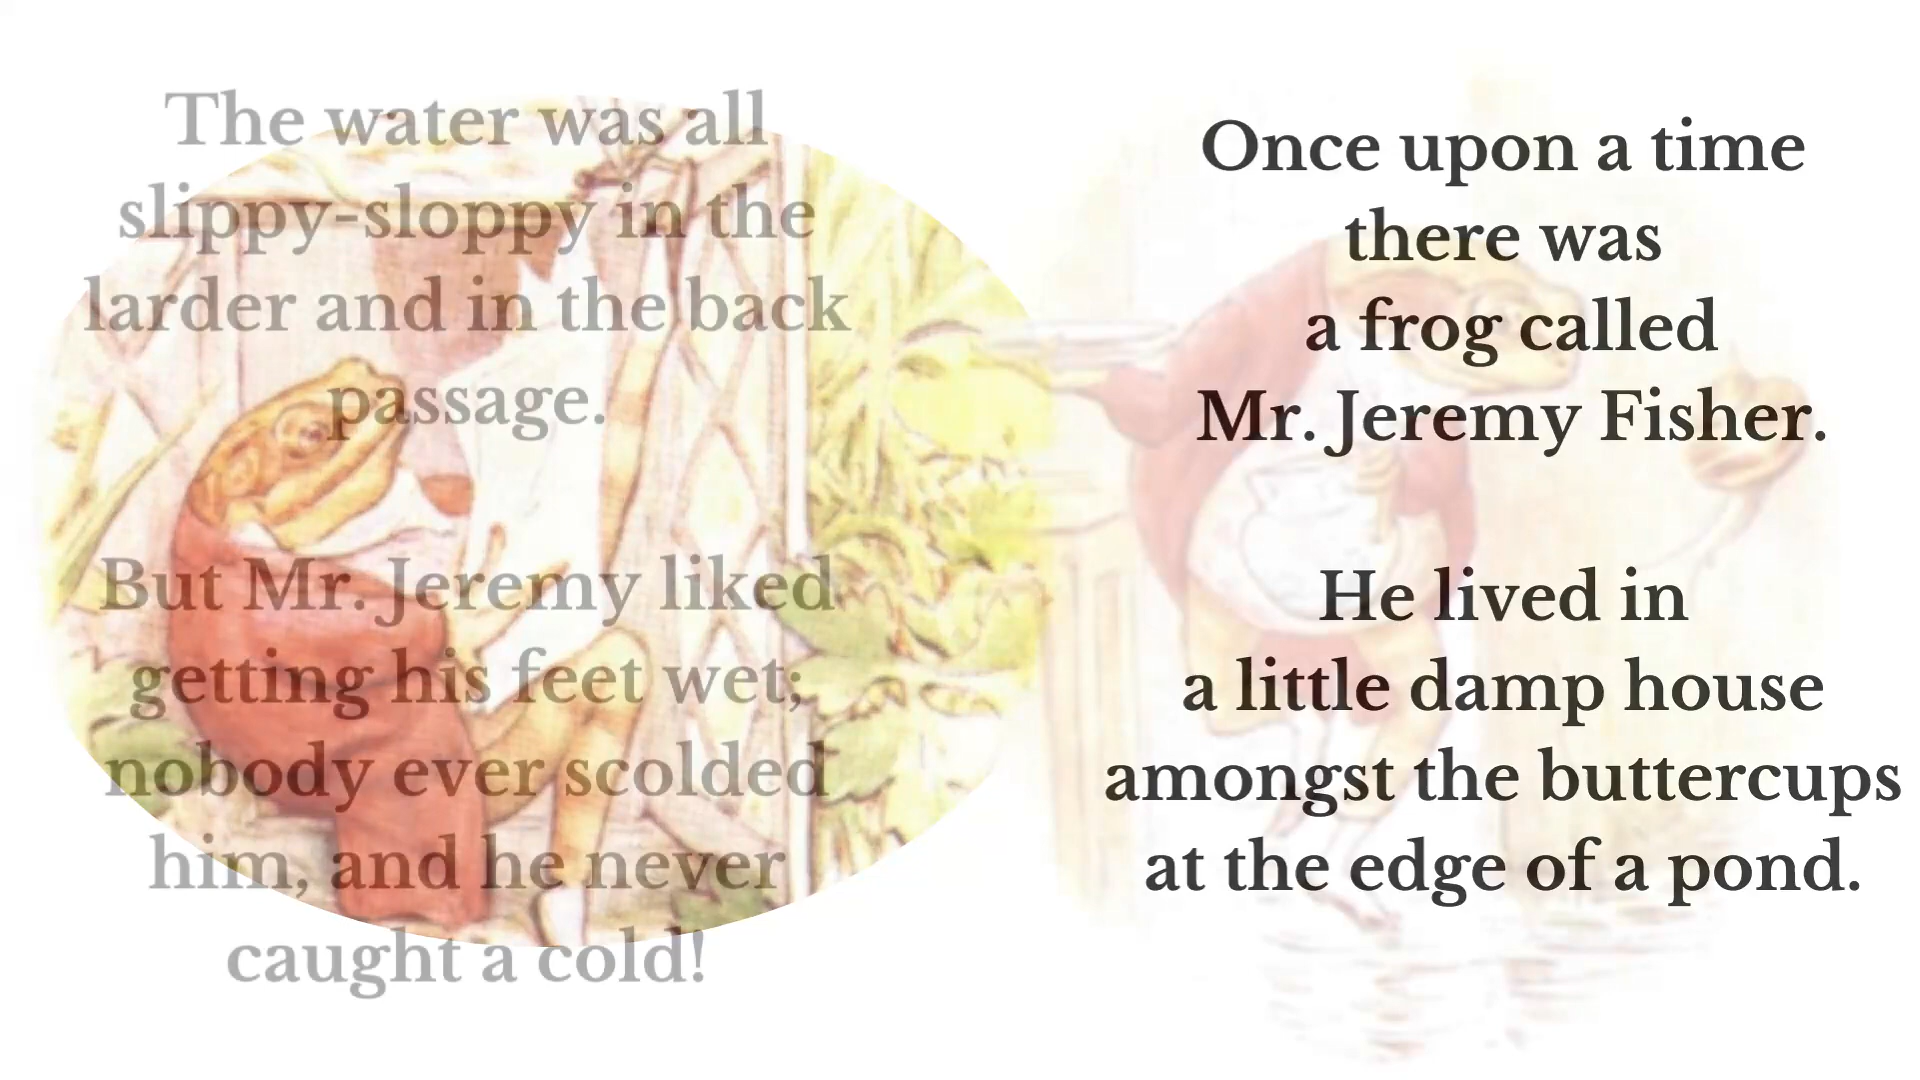 The water was all
slippy-sloppy in the
larder and in the back
passage.
But Mr. Jeremy liked
getting his feet wet;
nobody ever scolded
him, and he never
caught a cold!
Once upon a time
there was
a frog called
Mr. Jeremy Fisher.
He lived in
a little damp house
amongst the buttercups
at the edge of a pond.